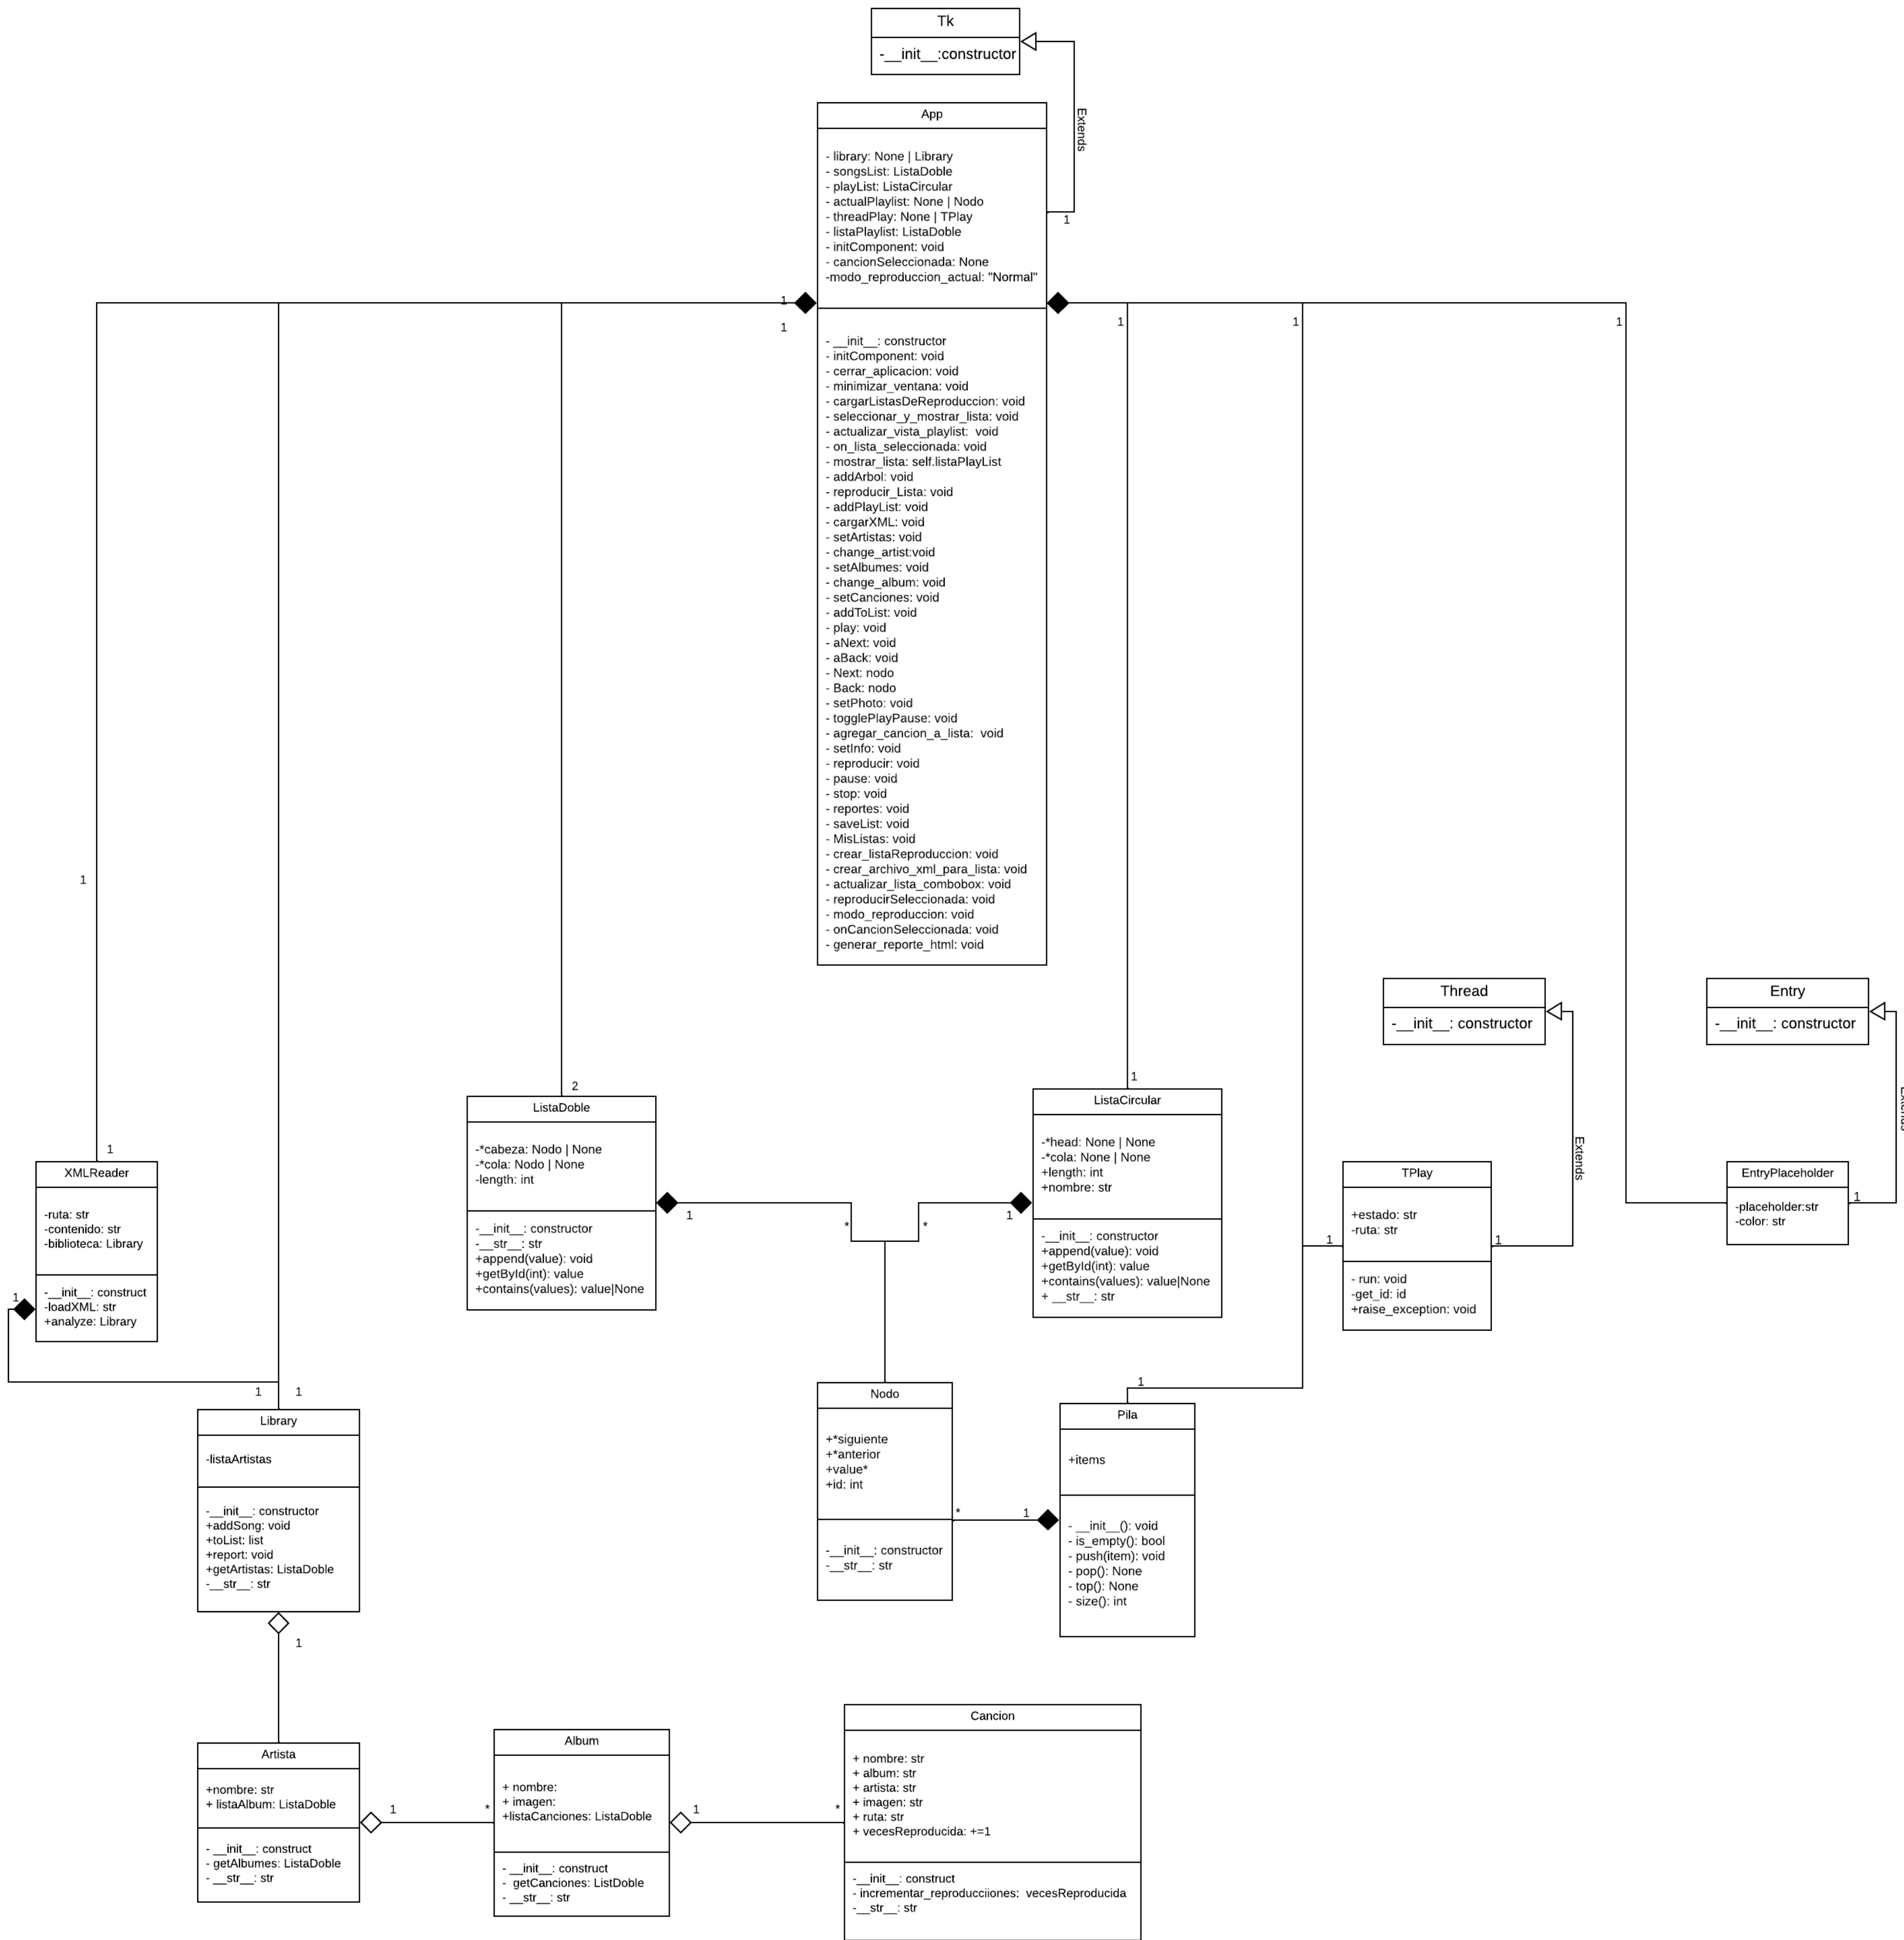 Tk
-__init__:constructor
Extends
1
App
- library: None | Library
- songsList: ListaDoble
- playList: ListaCircular
- actualPlaylist: None | Nodo
- threadPlay: None | TPlay
- listaPlaylist: ListaDoble
- initComponent: void
- cancionSeleccionada: None
-modo_reproduccion_actual: "Normal"
- __init__: constructor
- initComponent: void
- cerrar_aplicacion: void
- minimizar_ventana: void
- cargarListasDeReproduccion: void
- seleccionar_y_mostrar_lista: void
- actualizar_vista_playlist:  void
- on_lista_seleccionada: void
- mostrar_lista: self.listaPlayList
- addArbol: void
- reproducir_Lista: void
- addPlayList: void
- cargarXML: void
- setArtistas: void
- change_artist:void
- setAlbumes: void
- change_album: void
- setCanciones: void
- addToList: void
- play: void
- aNext: void
- aBack: void
- Next: nodo
- Back: nodo
- setPhoto: void
- togglePlayPause: void
- agregar_cancion_a_lista:  void
- setInfo: void
- reproducir: void
- pause: void
- stop: void
- reportes: void
- saveList: void
- MisListas: void
- crear_listaReproduccion: void
- crear_archivo_xml_para_lista: void
- actualizar_lista_combobox: void
- reproducirSeleccionada: void
- modo_reproduccion: void
- onCancionSeleccionada: void
- generar_reporte_html: void
1
1
1
1
1
1
2
1
1
Thread
-__init__: constructor
Extends
Entry
-__init__: constructor
Extends
XMLReader
-ruta: str
-contenido: str
-biblioteca: Library
-__init__: construct
-loadXML: str
+analyze: Library
1
ListaDoble
-*cabeza: Nodo | None
-*cola: Nodo | None
-length: int
-__init__: constructor
-__str__: str
+append(value): void
+getById(int): value
+contains(values): value|None
1
*
*
1
ListaCircular
-*head: None | None
-*cola: None | None
+length: int
+nombre: str
-__init__: constructor
+append(value): void
+getById(int): value
+contains(values): value|None
+ __str__: str
1
TPlay
+estado: str
-ruta: str
- run: void
-get_id: id
+raise_exception: void
1
EntryPlaceholder
-placeholder:str
-color: str
1
1
1
Library
-listaArtistas
-__init__: constructor
+addSong: void
+toList: list
+report: void
+getArtistas: ListaDoble
-__str__: str
1
Nodo
+*siguiente
+*anterior
+value*
+id: int
-__init__: constructor
-__str__: str
*
1
1
Pila
+items
- __init__(): void
- is_empty(): bool
- push(item): void
- pop(): None
- top(): None
- size(): int
Artista
+nombre: str
+ listaAlbum: ListaDoble
- __init__: construct
- getAlbumes: ListaDoble
- __str__: str
1
*
Album
+ nombre:
+ imagen:
+listaCanciones: ListaDoble
- __init__: construct
-  getCanciones: ListDoble
- __str__: str
1
*
Cancion
+ nombre: str
+ album: str
+ artista: str
+ imagen: str
+ ruta: str
+ vecesReproducida: +=1
-__init__: construct
- incrementar_reproducciiones:  vecesReproducida
-__str__: str